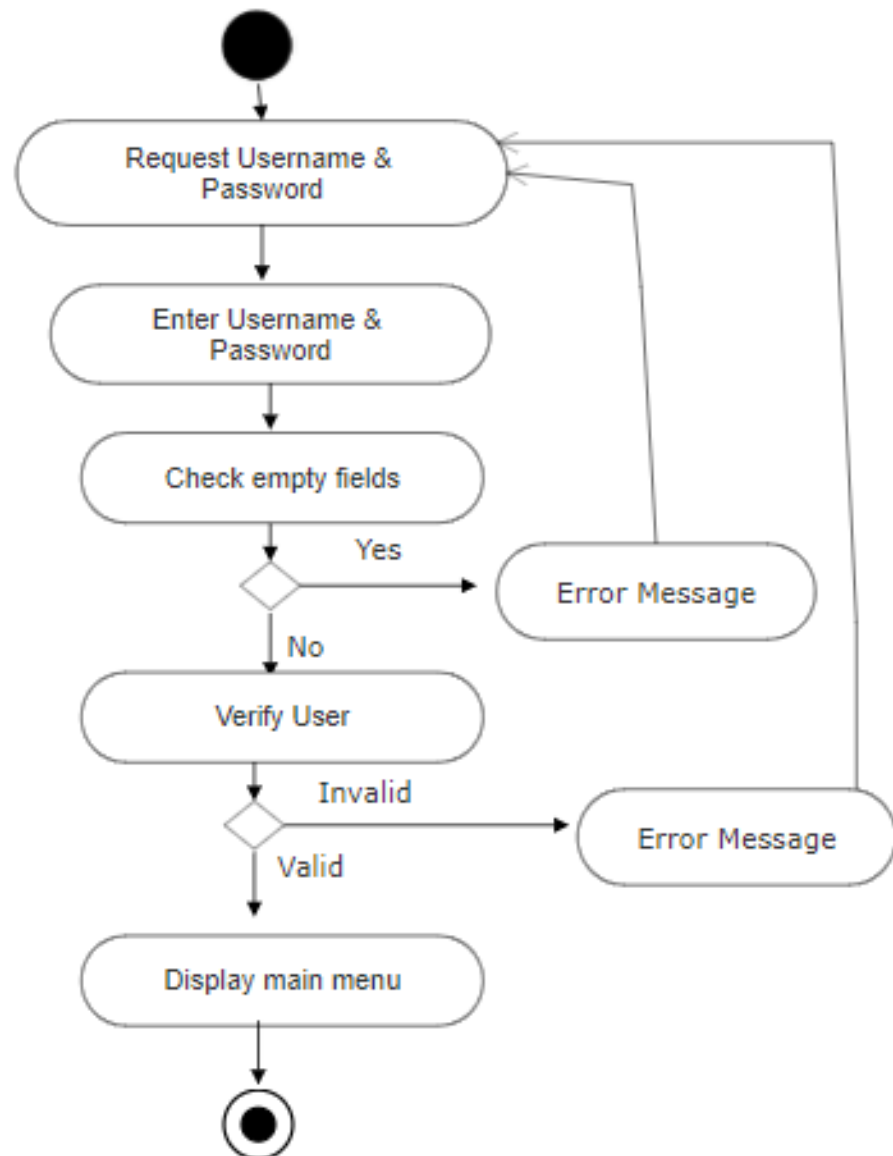 Request Username &
Password
Enter Username &
Password
Check empty fields
Yes
Error Message
No
Verify User
Invalid
Error Message
Valid
Display main menu